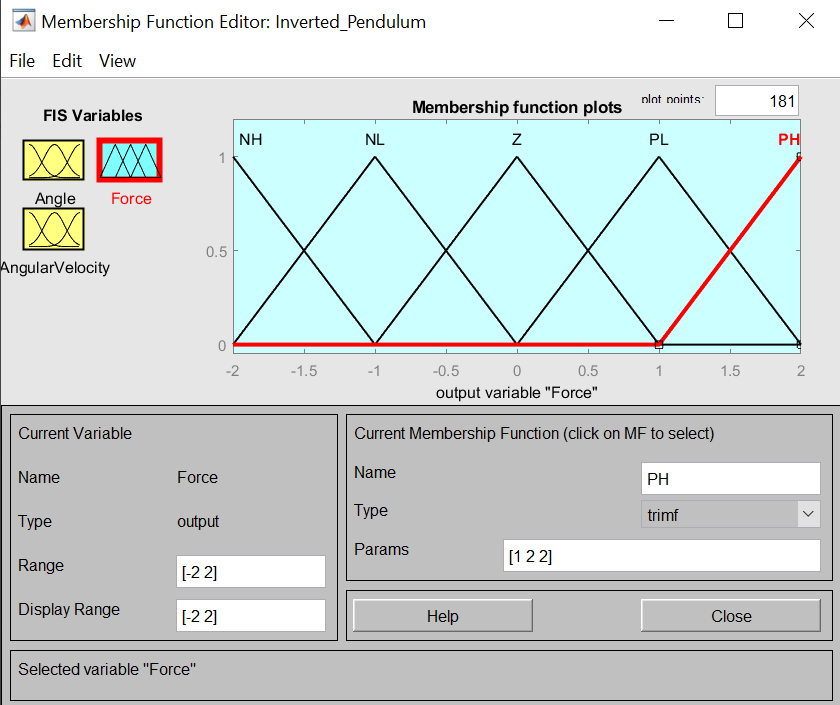 Membership Function Editor: Inverted_Pendulum
File Edit View
FIS Variables
Membership function plots
plot points:
181
NH NL Z PL PH
Angle
Force
AngularVelocity
1
0.5
0
-2 -1.5 -1 -0.5 0 0.5 1 1.5 2
output variable "Force"
Current Variable
Name Force
Type output
Range [-2 2]
Display Range [-2 2]
Current Membership Function (click on MF to select)
Name PH
Type trimf
Params [1 2 2]
Help Close
Selected variable "Force"